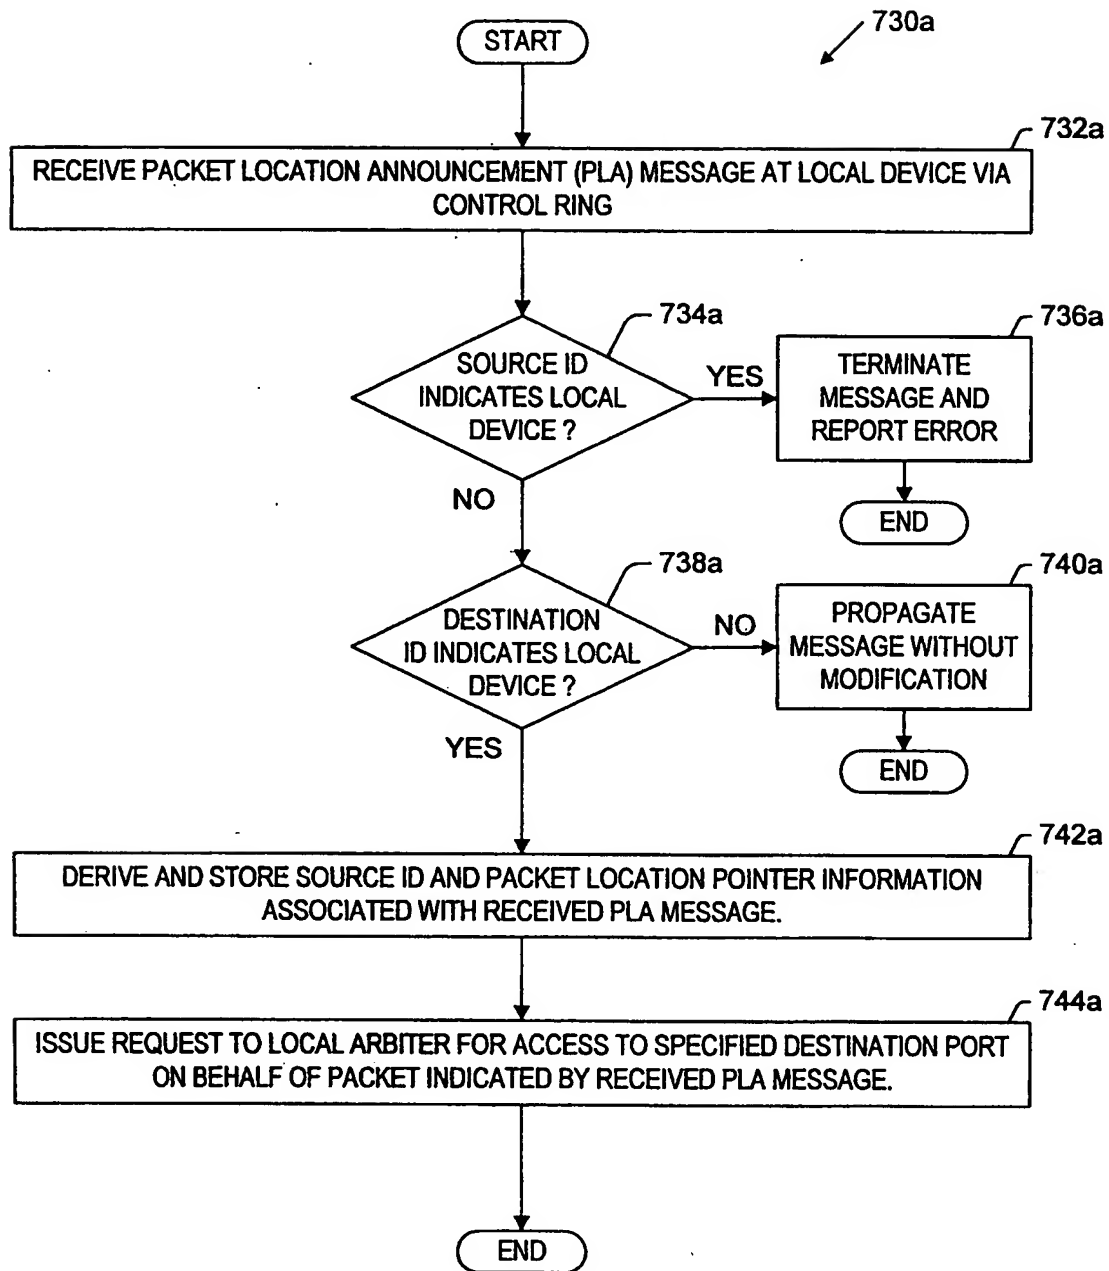 START
730a
732a
RECEIVE PACKET LOCATION ANNOUNCEMENT (PLA) MESSAGE AT LOCAL DEVICE VIA
CONTROL RING
734a
SOURCE ID
INDICATES LOCAL
DEVICE ?
YES
736a
TERMINATE
MESSAGE AND
REPORT ERROR
END
NO
738a
DESTINATION
ID INDICATES LOCAL
DEVICE ?
NO
740a
PROPAGATE
MESSAGE WITHOUT
MODIFICATION
END
YES
742a
DERIVE AND STORE SOURCE ID AND PACKET LOCATION POINTER INFORMATION
ASSOCIATED WITH RECEIVED PLA MESSAGE.
744a
ISSUE REQUEST TO LOCAL ARBITER FOR ACCESS TO SPECIFIED DESTINATION PORT
ON BEHALF OF PACKET INDICATED BY RECEIVED PLA MESSAGE.
END